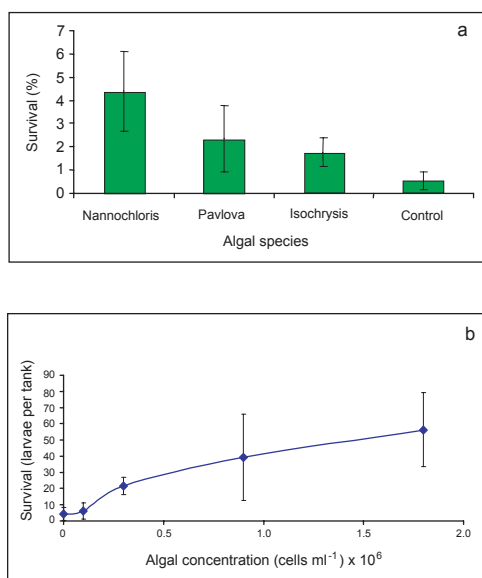 a
7
6
5
4
3
2
1
0
Survival (%)
Nannochloris Pavlova Isochrysis Control
Algal species
b
90
80
70
60
50
40
30
20
10
0
Survival (larvae per tank)
0 0.5 1.0 1.5 2.0
Algal concentration (cells ml⁻¹) x 10⁶